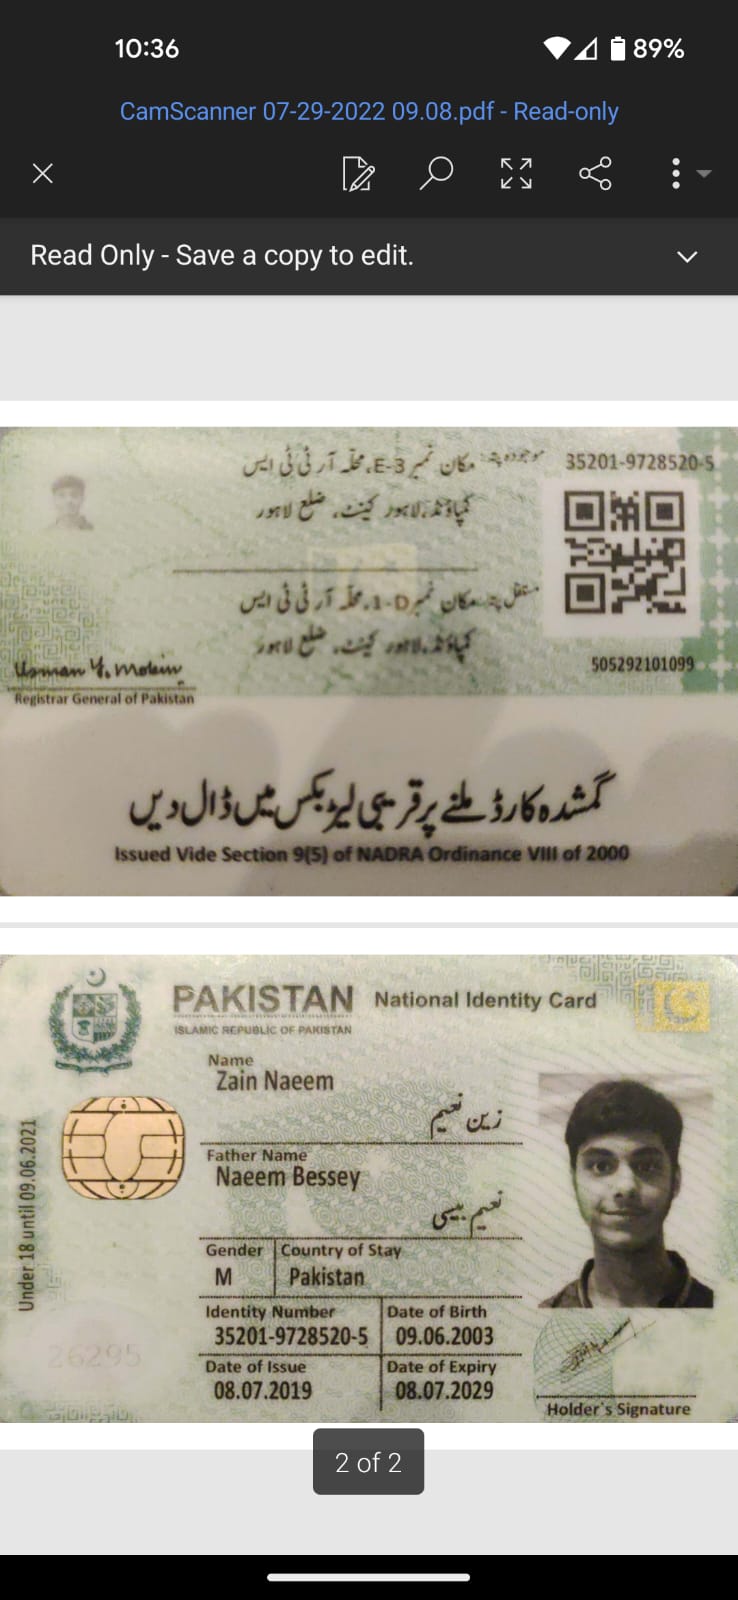 10:36
89%
CamScanner 07-29-2022 09.08.pdf - Read-only
Read Only - Save a copy to edit.
موجودہ پتہ: مکان نمبر E-3، محلہ آر ٹی ٹی ایس
35201-9728520-5
کمپاؤنڈ، لاہور کینٹ، ضلع لاہور
مستقل پتہ: مکان نمبر 1-D، محلہ آر ٹی ٹی ایس
کمپاؤنڈ، لاہور کینٹ، ضلع لاہور
505292101099
Usman Y. Mobin
Registrar General of Pakistan
گمشدہ کارڈ ملنے پر قریبی لیٹر بکس میں ڈال دیں
Issued Vide Section 9(5) of NADRA Ordinance VIII of 2000
PAKISTAN National Identity Card
ISLAMIC REPUBLIC OF PAKISTAN
Name
Zain Naeem
زین نعیم
Father Name
Naeem Bessey
نعیم بیسی
Gender Country of Stay
M Pakistan
Identity Number Date of Birth
35201-9728520-5 09.06.2003
Date of Issue Date of Expiry
08.07.2019 08.07.2029
Under 18 until 09.06.2021
26295
Holder's Signature
2 of 2